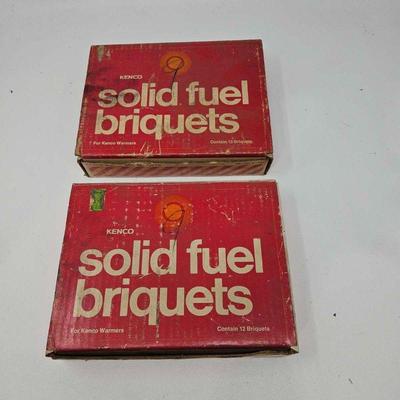 KENCO
solid fuel
briquets
For Kenco Warmers Contain 12 Briquets
KENCO
solid fuel
briquets
For Kenco Warmers Contain 12 Briquets